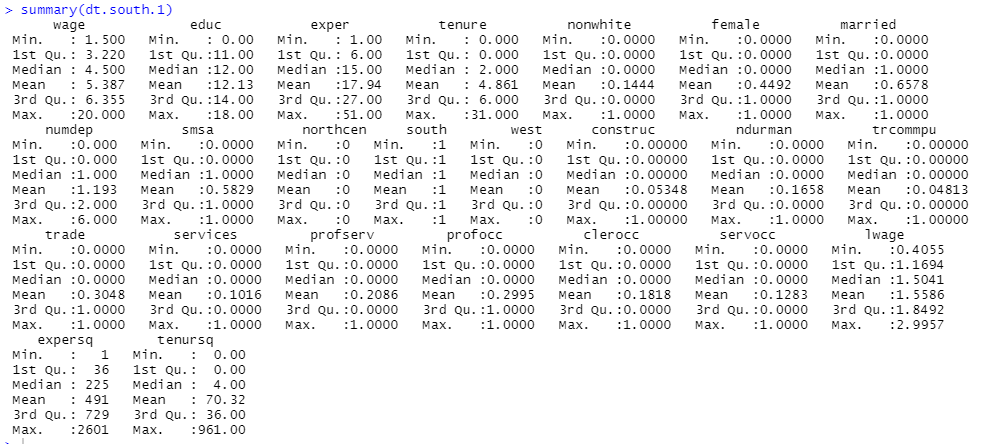 > summary(dt.south.1)
wage educ exper tenure nonwhite female married
Min. : 1.500 Min. : 0.00 Min. : 1.00 Min. : 0.000 Min. :0.0000 Min. :0.0000 Min. :0.0000
1st Qu.: 3.220 1st Qu.:11.00 1st Qu.: 6.00 1st Qu.: 0.000 1st Qu.:0.0000 1st Qu.:0.0000 1st Qu.:0.0000
Median : 4.500 Median :12.00 Median :15.00 Median : 2.000 Median :0.0000 Median :0.0000 Median :1.0000
Mean : 5.387 Mean :12.13 Mean :17.94 Mean : 4.861 Mean :0.1444 Mean :0.4492 Mean :0.6578
3rd Qu.: 6.355 3rd Qu.:14.00 3rd Qu.:27.00 3rd Qu.: 6.000 3rd Qu.:0.0000 3rd Qu.:1.0000 3rd Qu.:1.0000
Max. :20.000 Max. :18.00 Max. :51.00 Max. :31.000 Max. :1.0000 Max. :1.0000 Max. :1.0000
numdep smsa northcen south west construc ndurman trcommpu
Min. :0.000 Min. :0.0000 Min. :0 Min. :1 Min. :0 Min. :0.00000 Min. :0.0000 Min. :0.00000
1st Qu.:0.000 1st Qu.:0.0000 1st Qu.:0 1st Qu.:1 1st Qu.:0 1st Qu.:0.00000 1st Qu.:0.0000 1st Qu.:0.00000
Median :1.000 Median :1.0000 Median :0 Median :1 Median :0 Median :0.00000 Median :0.0000 Median :0.00000
Mean :1.193 Mean :0.5829 Mean :0 Mean :1 Mean :0 Mean :0.05348 Mean :0.1658 Mean :0.04813
3rd Qu.:2.000 3rd Qu.:1.0000 3rd Qu.:0 3rd Qu.:1 3rd Qu.:0 3rd Qu.:0.00000 3rd Qu.:0.0000 3rd Qu.:0.00000
Max. :6.000 Max. :1.0000 Max. :0 Max. :1 Max. :0 Max. :1.00000 Max. :1.0000 Max. :1.00000
trade services profserv profocc clerocc servocc lwage
Min. :0.0000 Min. :0.0000 Min. :0.0000 Min. :0.0000 Min. :0.0000 Min. :0.0000 Min. :0.4055
1st Qu.:0.0000 1st Qu.:0.0000 1st Qu.:0.0000 1st Qu.:0.0000 1st Qu.:0.0000 1st Qu.:0.0000 1st Qu.:1.1694
Median :0.0000 Median :0.0000 Median :0.0000 Median :0.0000 Median :0.0000 Median :0.0000 Median :1.5041
Mean :0.3048 Mean :0.1016 Mean :0.2086 Mean :0.2995 Mean :0.1818 Mean :0.1283 Mean :1.5586
3rd Qu.:1.0000 3rd Qu.:0.0000 3rd Qu.:0.0000 3rd Qu.:1.0000 3rd Qu.:0.0000 3rd Qu.:0.0000 3rd Qu.:1.8492
Max. :1.0000 Max. :1.0000 Max. :1.0000 Max. :1.0000 Max. :1.0000 Max. :1.0000 Max. :2.9957
expersq tenursq
Min. : 1 Min. : 0.00
1st Qu.: 36 1st Qu.: 0.00
Median : 225 Median : 4.00
Mean : 491 Mean : 70.32
3rd Qu.: 729 3rd Qu.: 36.00
Max. :2601 Max. :961.00